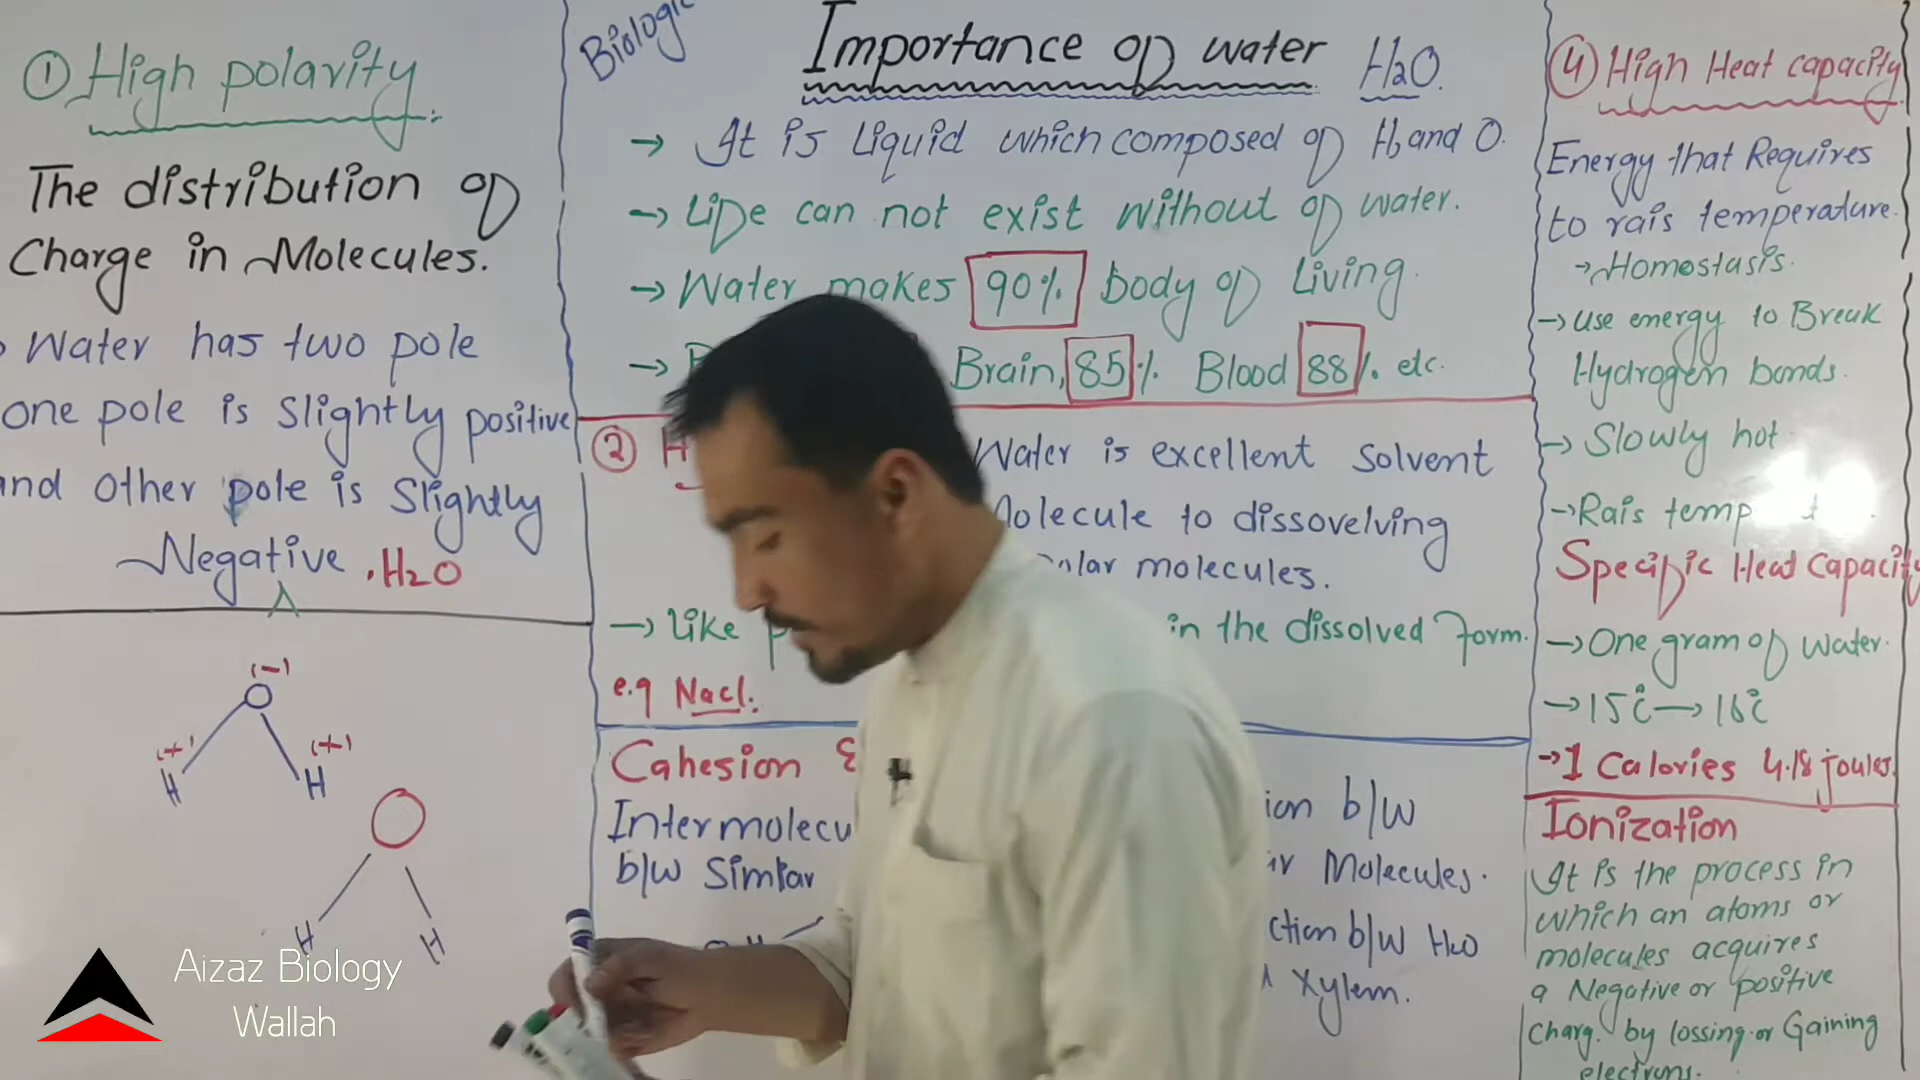 ① High polarity
The distribution of
Charge in Molecules.
Water has two pole
one pole is Slightly positive
and other pole is Slightly
Negative . H2O
(-)
O
(+)
(+)
H
H
H
H
Aizaz Biology
Wallah
Biologic
Importance of water H2O.
→ It is liquid which composed of H and O.
→ Life can not exist without of water.
→ Water makes 90% body of Living.
→ Brain, 85%. Blood 88%. etc.
② Water is excellent solvent
Molecule to dissovelving
molecules.
→ Like in the dissolved Form.
e.g Nacl.
Cahesion &
b/w
b/w Simlar Molecules.
b/w H2O
Xylem.
④ High Heat capacity
Energy that Requires
to rais temperature.
→ Homostasis.
→ use energy to Break
Hydrogen bonds.
→ Slowly hot
→ Rais temp
Specific Heat Capacity
→ One gram of Water.
→ 15°C → 16°C
→ 1 Calories 4.18 joules.
Ionization
It is the process in
which an atoms or
molecules acquires
a Negative or positive
Charg. by lossing or Gaining
electrons.